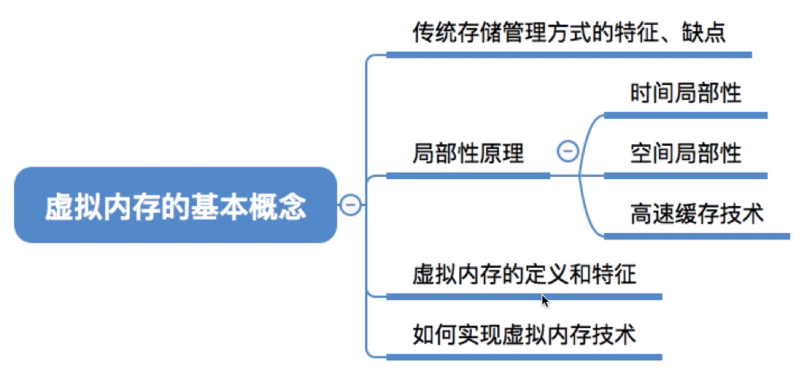 传统存储管理方式的特征、缺点
时间局部性
局部性原理
空间局部性
高速缓存技术
虚拟内存的基本概念
虚拟内存的定义和特征
如何实现虚拟内存技术